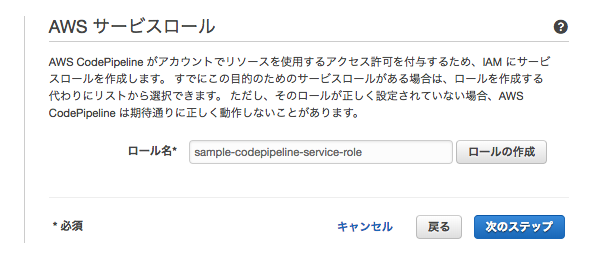 AWS サービスロール
AWS CodePipeline がアカウントでリソースを使用するアクセス許可を付与するため、IAM にサービ
スロールを作成します。 すでにこの目的のためのサービスロールがある場合は、ロールを作成する
代わりにリストから選択できます。 ただし、そのロールが正しく設定されていない場合、AWS
CodePipeline は期待通りに正しく動作しないことがあります。
ロール名* sample-codepipeline-service-role ロールの作成
* 必須 キャンセル 戻る 次のステップ